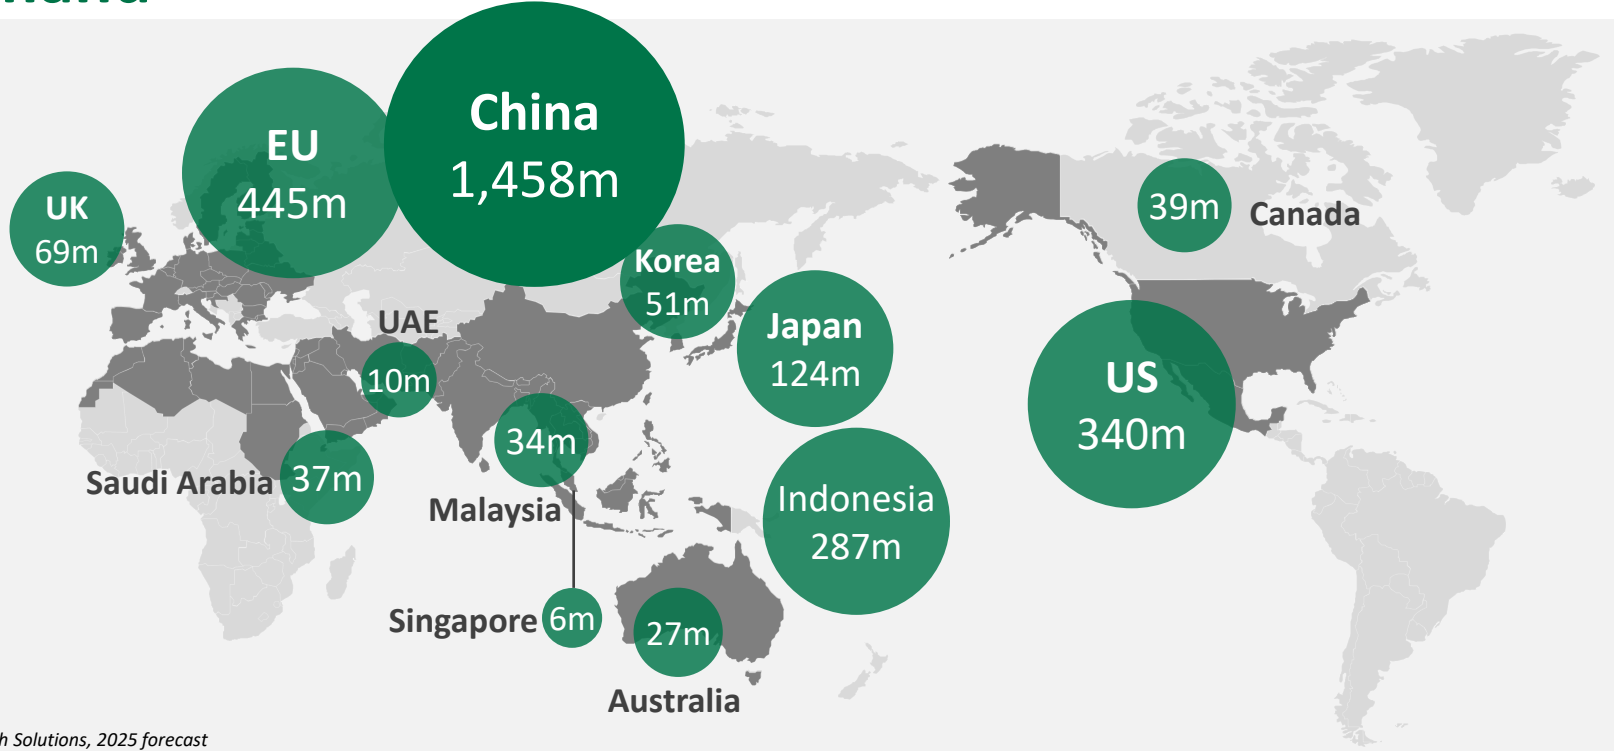 China
1,458m
EU
445m
UK
69m
Korea
51m
Japan
124m
UAE
10m
34m
Malaysia
Saudi Arabia
37m
Indonesia
287m
Singapore
6m
27m
Australia
39m
Canada
US
340m
Solutions, 2025 forecast